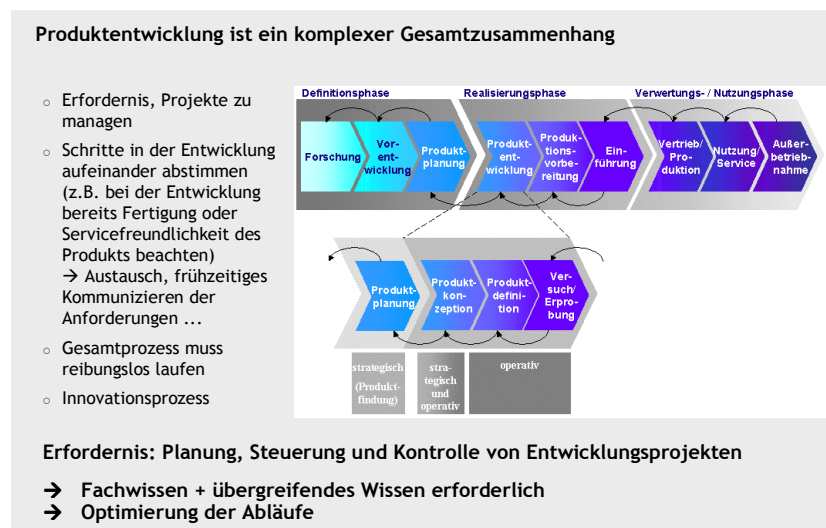 Produktentwicklung ist ein komplexer Gesamtzusammenhang
○ Erfordernis, Projekte zu
managen
○ Schritte in der Entwicklung
aufeinander abstimmen
(z.B. bei der Entwicklung
bereits Fertigung oder
Servicefreundlichkeit des
Produkts beachten)
→ Austausch, frühzeitiges
Kommunizieren der
Anforderungen ...
○ Gesamtprozess muss
reibungslos laufen
○ Innovationsprozess
Definitionsphase
Realisierungsphase
Verwertungs- / Nutzungsphase
Forschung
Vor-
ent-
wicklung
Produkt-
planung
Produkt-
ent-
wicklung
Produk-
tionsvorbe-
reitung
Ein-
führung
Vertrieb/
Pro-
duktion
Nutzung/
Service
Außer-
betrieb-
nahme
Produkt-
planung
Produkt-
kon-
zeption
Produkt-
defini-
tion
Ver-
such/
Erpro-
bung
strategisch
(Produkt-
findung)
stra-
tegisch
und
operativ
operativ
Erfordernis: Planung, Steuerung und Kontrolle von Entwicklungsprojekten
→ Fachwissen + übergreifendes Wissen erforderlich
→ Optimierung der Abläufe